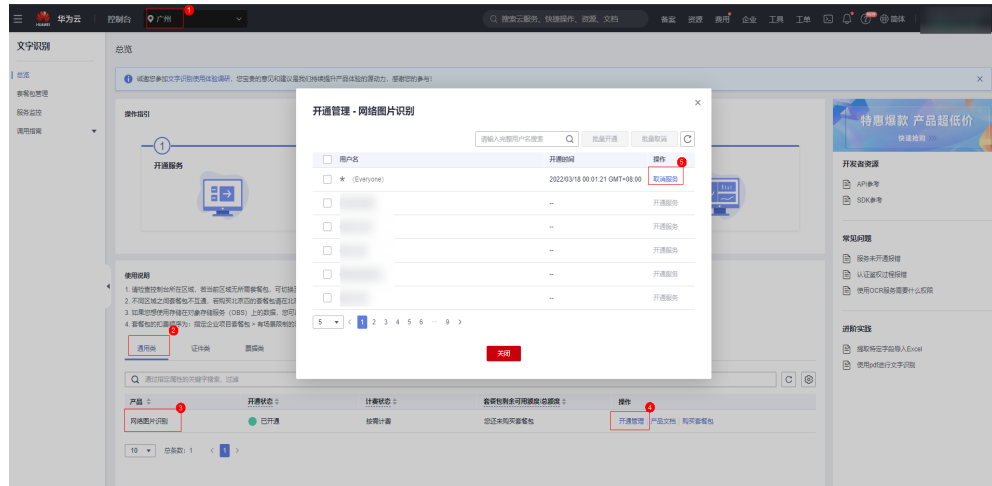 HUAWEI
华为云
控制台
广州
1
搜索云服务、快捷操作、资源、文档
备案
资源
费用
企业
工具
工单
简体
文字识别
总览
套餐包管理
服务监控
调用指南
总览
诚邀您参加文字识别使用体验调研，您宝贵的意见和建议是我们持续提升产品体验的源动力，感谢您的参与!
操作指引
1
开通服务
使用说明
1. 请检查控制台所在区域，若当前区域无所需套餐包，可切换
2. 不同区域之间套餐包不互通，若购买北京四的套餐包请在北
3. 如果您想使用存储在对象存储服务（OBS）上的数据，您可
4. 套餐包的扣费顺序为：指定企业项目套餐包 > 有场景限制的
2
通用类
证件类
票据类
通过指定属性的关键字搜索、过滤
产品
开通状态
计费状态
套餐包剩余可用额度/总额度
操作
3
4
网络图片识别
已开通
按需计费
您还未购买套餐包
开通管理
产品文档
购买套餐包
10
总条数：1
< 1 >
开通管理 - 网络图片识别
×
请输入完整用户名搜索
批量开通
批量取消
用户名
开通时间
操作
5
* (Everyone)
2022/03/18 00:01:21 GMT+08:00
取消服务
--
开通服务
--
开通服务
--
开通服务
--
开通服务
--
开通服务
5
< 1 2 3 4 5 6 ··· 9 >
关闭
特惠爆款 产品超低价
快速抢购
开发者资源
API参考
SDK参考
常见问题
服务未开通报错
认证鉴权过程报错
使用OCR服务需要什么权限
进阶实践
提取特定字段导入Excel
使用pdf进行文字识别